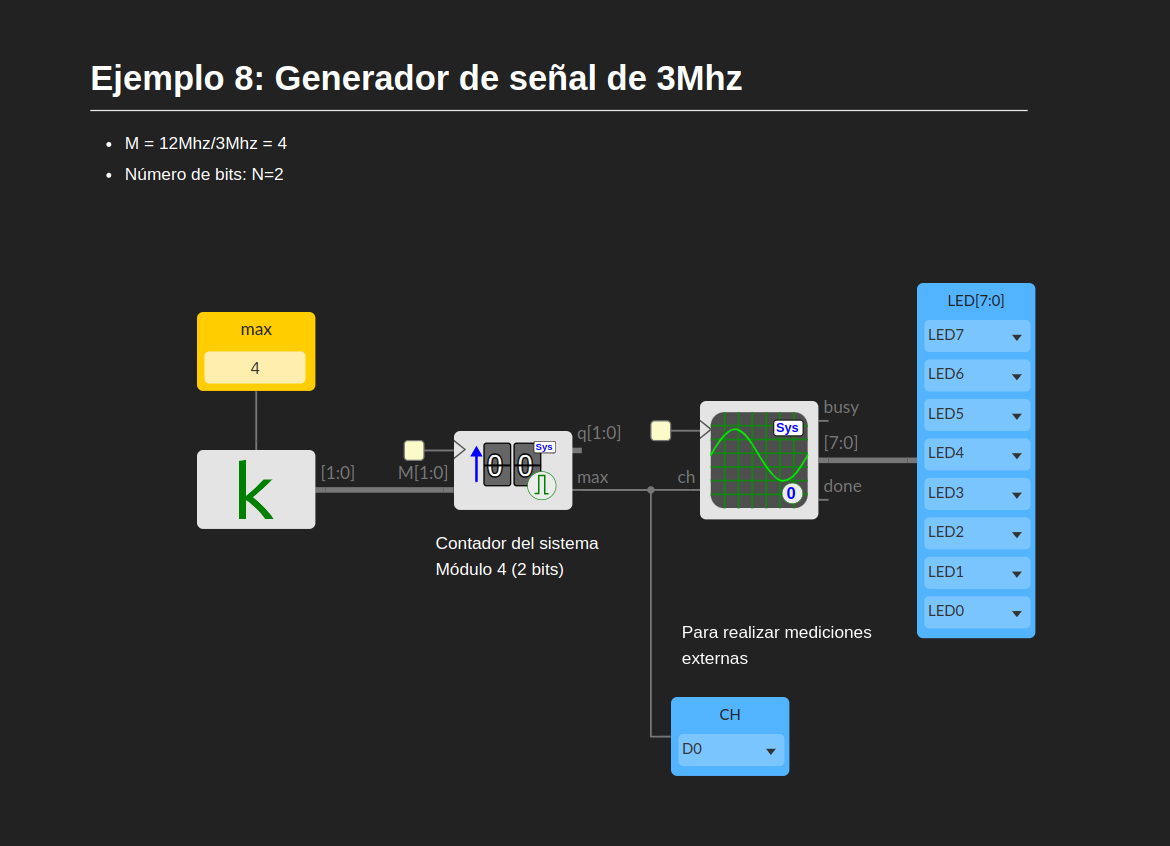 Ejemplo 8: Generador de señal de 3Mhz
M = 12Mhz/3Mhz = 4
Número de bits: N=2
max
4
k
[1:0]
M[1:0]
00
Sys
q[1:0]
max
Contador del sistema
Módulo 4 (2 bits)
ch
Sys
0
busy
[7:0]
done
LED[7:0]
LED7
LED6
LED5
LED4
LED3
LED2
LED1
LED0
Para realizar mediciones
externas
CH
D0